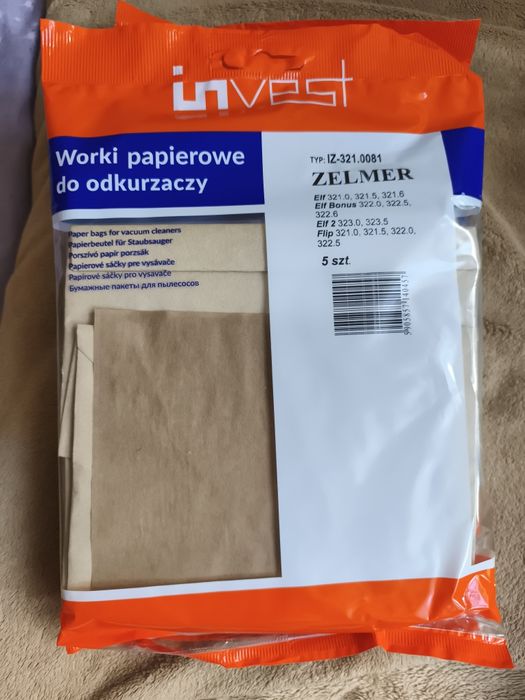 invest
Worki papierowe
do odkurzaczy
Paper bags for vacuum cleaners
Papierbeutel für Staubsauger
Porszívó papír porzsák
Papierové sáčky pre vysávače
Papírové sáčky pro vysavače
Бумажные пакеты для пылесосов
TYP: IZ-321.0081
ZELMER
Elf 321.0, 321.5, 321.6
Elf Bonus 322.0, 322.5,
322.6
Elf 2 323.0, 323.5
Flip 321.0, 321.5, 322.0,
322.5
5 szt.